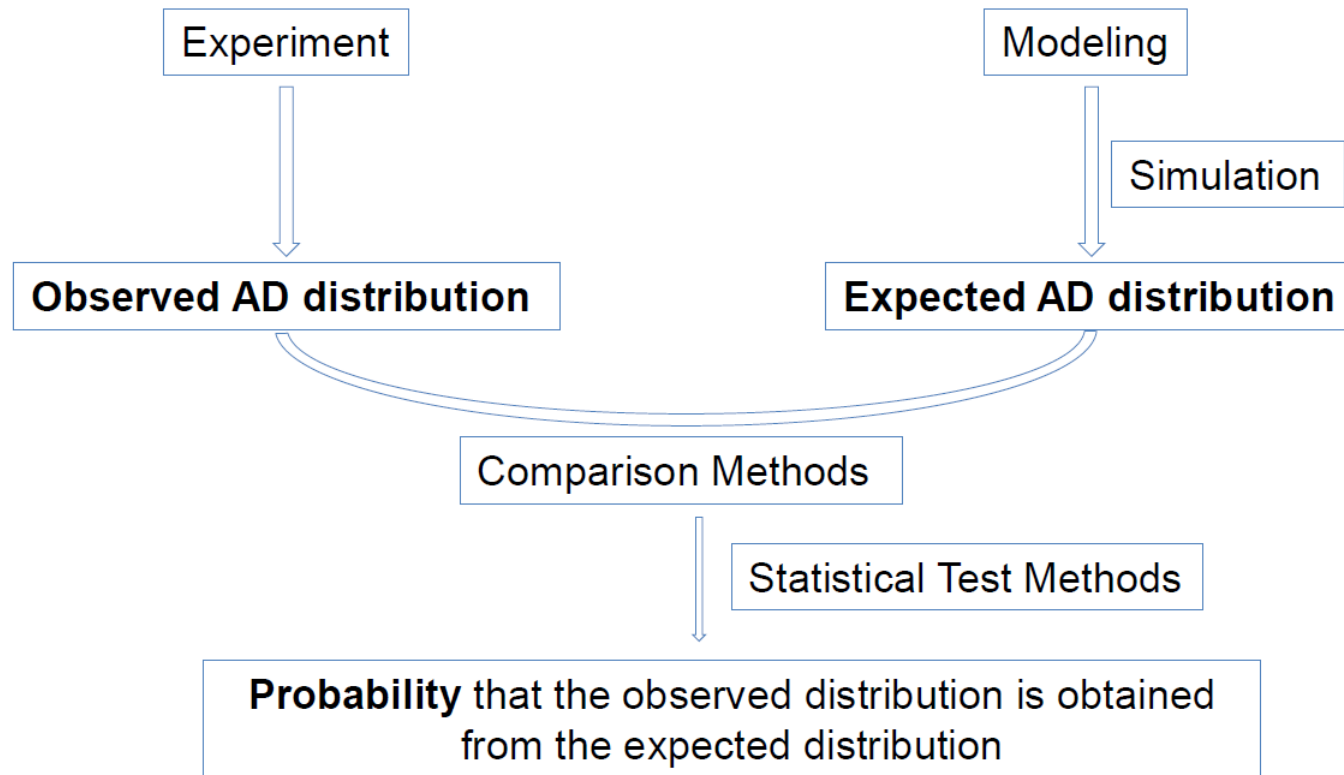 Experiment
Modeling
Simulation
Observed AD distribution
Expected AD distribution
Comparison Methods
Statistical Test Methods
Probability that the observed distribution is obtained
from the expected distribution